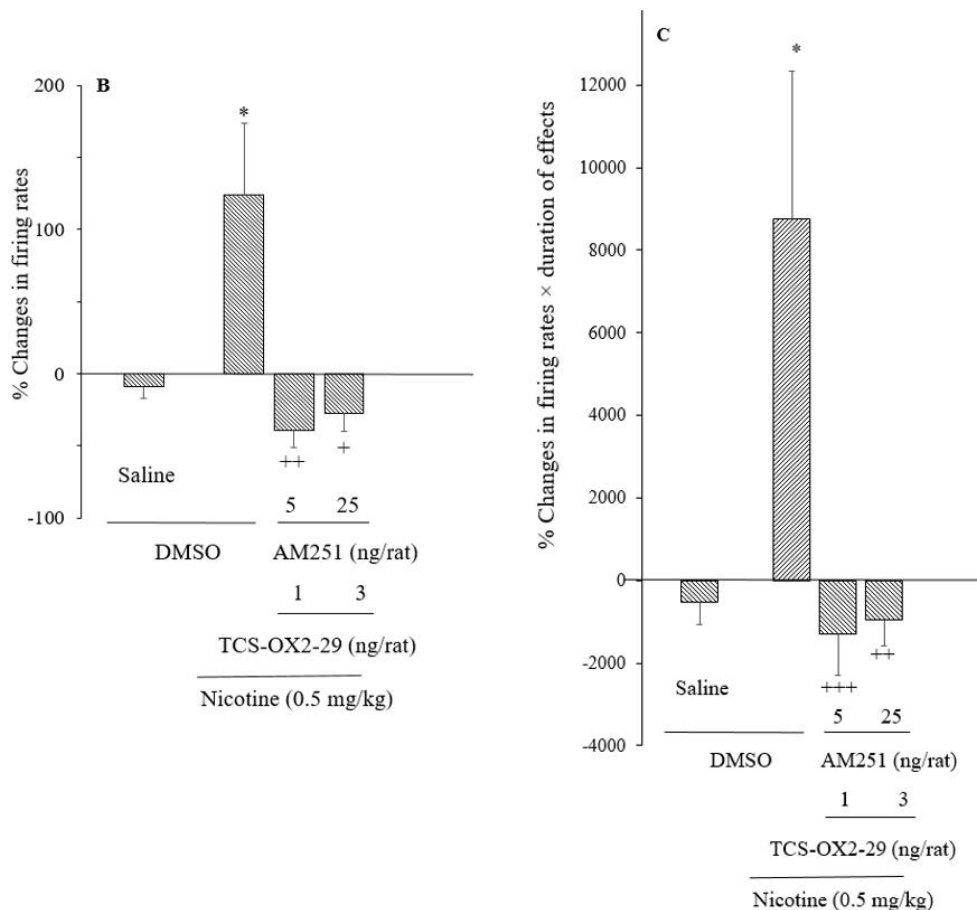 B
200
100
0
-100
% Changes in firing rates
*
++
+
Saline
5 25
DMSO
AM251 (ng/rat)
1 3
TCS-OX2-29 (ng/rat)
Nicotine (0.5 mg/kg)
C
12000
10000
8000
6000
4000
2000
0
-2000
-4000
% Changes in firing rates × duration of effects
*
+++
++
Saline
5 25
DMSO
AM251 (ng/rat)
1 3
TCS-OX2-29 (ng/rat)
Nicotine (0.5 mg/kg)